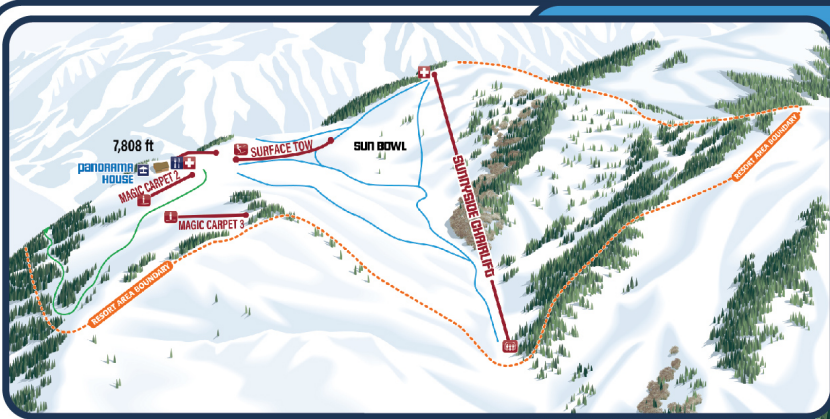 7,808 ft
PANORAMA
HOUSE
MAGIC CARPET 2
SURFACE TOW
SUN BOWL
MAGIC CARPET 3
SUNNYSIDE CHAIRLIFO
RESORT AREA BOUNDARY
RESORT AREA BOUNDARY